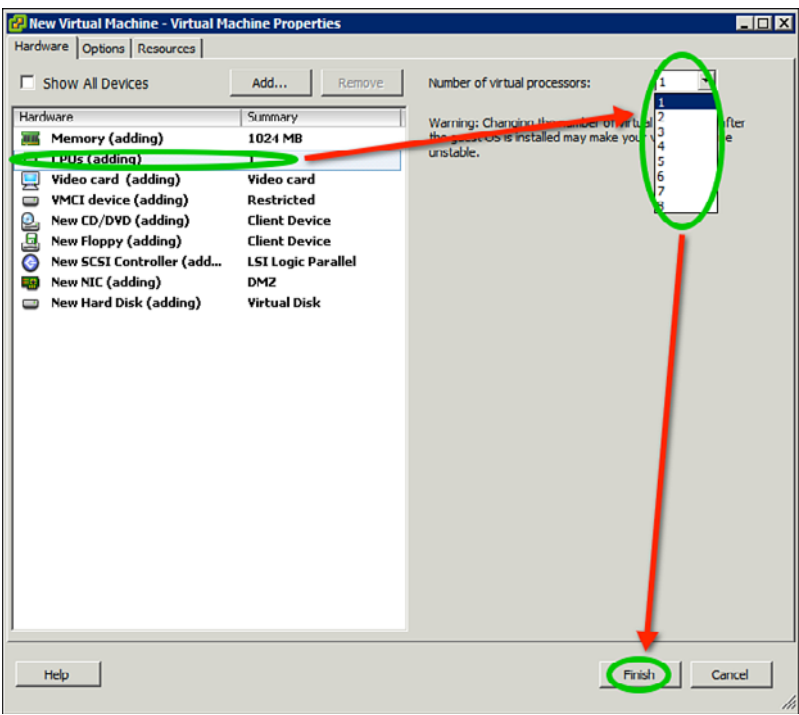 New Virtual Machine - Virtual Machine Properties
Hardware Options Resources
Show All Devices Add... Remove
Hardware Summary
Memory (adding) 1024 MB
CPUs (adding) 1
Video card (adding) Video card
VMCI device (adding) Restricted
New CD/DVD (adding) Client Device
New Floppy (adding) Client Device
New SCSI Controller (add... LSI Logic Parallel
New NIC (adding) DMZ
New Hard Disk (adding) Virtual Disk
Number of virtual processors: 1
1
2
3
4
5
6
7
8
Warning: Changing the number of virtual after
the guest OS is installed may make your
unstable.
Help Finish Cancel